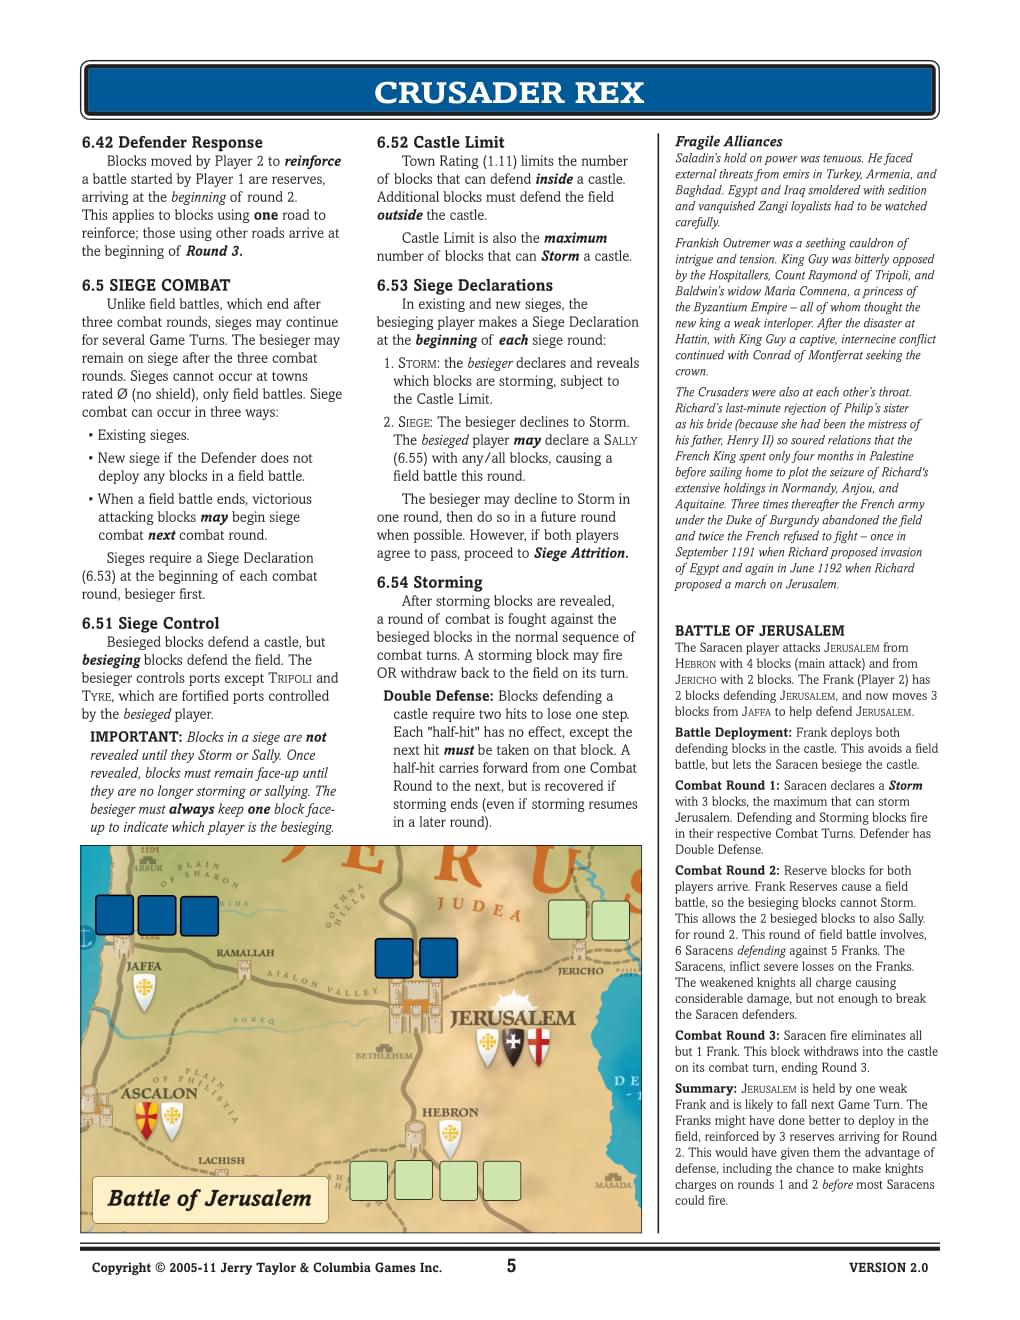 CRUSADER REX
6.42 Defender Response
Blocks moved by Player 2 to reinforce
a battle started by Player 1 are reserves,
arriving at the beginning of round 2.
This applies to blocks using one road to
reinforce; those using other roads arrive at
the beginning of Round 3.
6.5 SIEGE COMBAT
Unlike field battles, which end after
three combat rounds, sieges may continue
for several Game Turns. The besieger may
remain on siege after the three combat
rounds. Sieges cannot occur at towns
rated Ø (no shield), only field battles. Siege
combat can occur in three ways:
• Existing sieges.
• New siege if the Defender does not
deploy any blocks in a field battle.
• When a field battle ends, victorious
attacking blocks may begin siege
combat next combat round.
Sieges require a Siege Declaration
(6.53) at the beginning of each combat
round, besieger first.
6.51 Siege Control
Besieged blocks defend a castle, but
besieging blocks defend the field. The
besieger controls ports except TRIPOLI and
TYRE, which are fortified ports controlled
by the besieged player.
IMPORTANT: Blocks in a siege are not
revealed until they Storm or Sally. Once
revealed, blocks must remain face-up until
they are no longer storming or sallying. The
besieger must always keep one block face-
up to indicate which player is the besieging.
6.52 Castle Limit
Town Rating (1.11) limits the number
of blocks that can defend inside a castle.
Additional blocks must defend the field
outside the castle.
Castle Limit is also the maximum
number of blocks that can Storm a castle.
6.53 Siege Declarations
In existing and new sieges, the
besieging player makes a Siege Declaration
at the beginning of each siege round:
1. STORM: the besieger declares and reveals
which blocks are storming, subject to
the Castle Limit.
2. SIEGE: The besieger declines to Storm.
The besieged player may declare a SALLY
(6.55) with any/all blocks, causing a
field battle this round.
The besieger may decline to Storm in
one round, then do so in a future round
when possible. However, if both players
agree to pass, proceed to Siege Attrition.
6.54 Storming
After storming blocks are revealed,
a round of combat is fought against the
besieged blocks in the normal sequence of
combat turns. A storming block may fire
OR withdraw back to the field on its turn.
Double Defense: Blocks defending a
castle require two hits to lose one step.
Each "half-hit" has no effect, except the
next hit must be taken on that block. A
half-hit carries forward from one Combat
Round to the next, but is recovered if
storming ends (even if storming resumes
in a later round).
Fragile Alliances
Saladin's hold on power was tenuous. He faced
external threats from emirs in Turkey, Armenia, and
Baghdad. Egypt and Iraq smoldered with sedition
and vanquished Zangi loyalists had to be watched
carefully.
Frankish Outremer was a seething cauldron of
intrigue and tension. King Guy was bitterly opposed
by the Hospitallers, Count Raymond of Tripoli, and
Baldwin's widow Maria Comnena, a princess of
the Byzantium Empire – all of whom thought the
new king a weak interloper. After the disaster at
Hattin, with King Guy a captive, internecine conflict
continued with Conrad of Montferrat seeking the
crown.
The Crusaders were also at each other's throat.
Richard's last-minute rejection of Philip's sister
as his bride (because she had been the mistress of
his father, Henry II) so soured relations that the
French King spent only four months in Palestine
before sailing home to plot the seizure of Richard's
extensive holdings in Normandy, Anjou, and
Aquitaine. Three times thereafter the French army
under the Duke of Burgundy abandoned the field
and twice the French refused to fight – once in
September 1191 when Richard proposed invasion
of Egypt and again in June 1192 when Richard
proposed a march on Jerusalem.
BATTLE OF JERUSALEM
The Saracen player attacks JERUSALEM from
HEBRON with 4 blocks (main attack) and from
JERICHO with 2 blocks. The Frank (Player 2) has
2 blocks defending JERUSALEM, and now moves 3
blocks from JAFFA to help defend JERUSALEM.
Battle Deployment: Frank deploys both
defending blocks in the castle. This avoids a field
battle, but lets the Saracen besiege the castle.
Combat Round 1: Saracen declares a Storm
with 3 blocks, the maximum that can storm
Jerusalem. Defending and Storming blocks fire
in their respective Combat Turns. Defender has
Double Defense.
Combat Round 2: Reserve blocks for both
players arrive. Frank Reserves cause a field
battle, so the besieging blocks cannot Storm.
This allows the 2 besieged blocks to also Sally.
for round 2. This round of field battle involves,
6 Saracens defending against 5 Franks. The
Saracens, inflict severe losses on the Franks.
The weakened knights all charge causing
considerable damage, but not enough to break
the Saracen defenders.
Combat Round 3: Saracen fire eliminates all
but 1 Frank. This block withdraws into the castle
on its combat turn, ending Round 3.
Summary: JERUSALEM is held by one weak
Frank and is likely to fall next Game Turn. The
Franks might have done better to deploy in the
field, reinforced by 3 reserves arriving for Round
2. This would have given them the advantage of
defense, including the chance to make knights
charges on rounds 1 and 2 before most Saracens
could fire.
1191
ARSUR
PLAIN
OF SHARON
GOPHNA
HILLS
J E R U S
JUDEA
1192
JAFFA
RAMALLAH
AJALON VALLEY
JERICHO
SOREQ
JERUSALEM
BETHLEHEM
PLAIN
OF PHILISTIA
ASCALON
DE
HEBRON
LACHISH
MASADA
Battle of Jerusalem
Copyright © 2005-11 Jerry Taylor & Columbia Games Inc.
5
VERSION 2.0